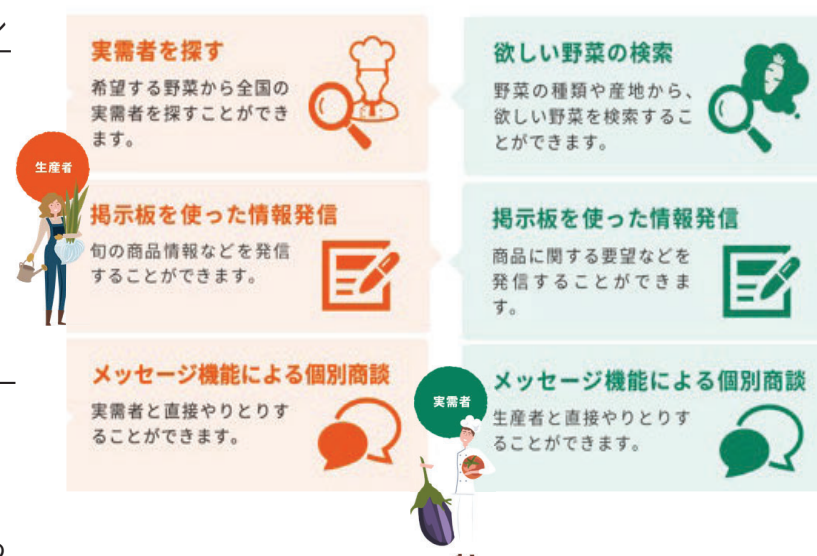 生産者
実需者を探す
希望する野菜から全国の
実需者を探すことができ
ます。
掲示板を使った情報発信
旬の商品情報などを発信
することができます。
メッセージ機能による個別商談
実需者と直接やりとりす
ることができます。
実需者
欲しい野菜の検索
野菜の種類や産地から、
欲しい野菜を検索するこ
とができます。
掲示板を使った情報発信
商品に関する要望などを
発信することができま
す。
メッセージ機能による個別商談
生産者と直接やりとりす
ることができます。